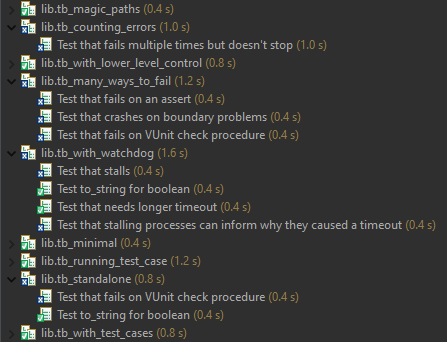 lib.tb_magic_paths (0.4 s)
lib.tb_counting_errors (1.0 s)
Test that fails multiple times but doesn't stop (1.0 s)
lib.tb_with_lower_level_control (0.8 s)
lib.tb_many_ways_to_fail (1.2 s)
Test that fails on an assert (0.4 s)
Test that crashes on boundary problems (0.4 s)
Test that fails on VUnit check procedure (0.4 s)
lib.tb_with_watchdog (1.6 s)
Test that stalls (0.4 s)
Test to_string for boolean (0.4 s)
Test that needs longer timeout (0.4 s)
Test that stalling processes can inform why they caused a timeout (0.4 s)
lib.tb_minimal (0.4 s)
lib.tb_running_test_case (1.2 s)
lib.tb_standalone (0.8 s)
Test that fails on VUnit check procedure (0.4 s)
Test to_string for boolean (0.4 s)
lib.tb_with_test_cases (0.8 s)